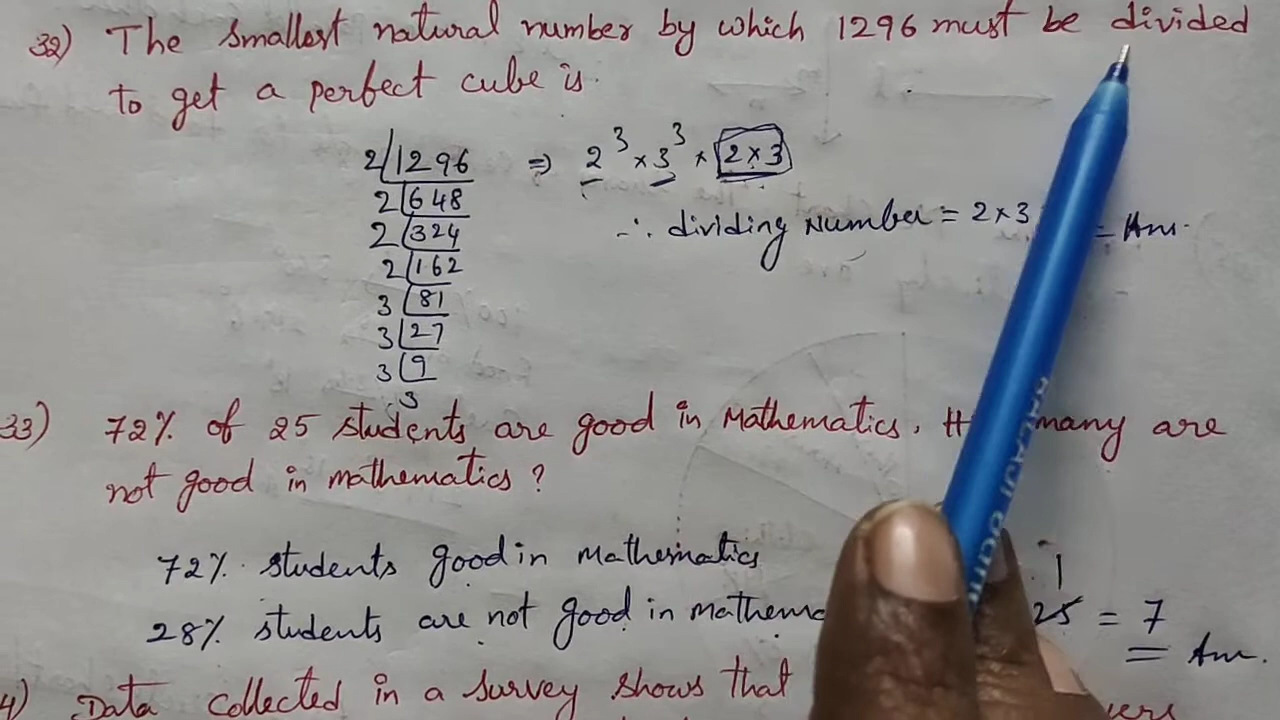 32) The smallest natural number by which 1296 must be divided
to get a perfect cube is.
2 1296 ⇒ 2³ × 3³ × 2×3
2 648
2 324 ∴ dividing Number = 2×3 = Ans.
2 162
3 81
3 27
3 9
3
33) 72% of 25 students are good in Mathematics. many are
not good in mathematics?
72% students good in Mathematics
28% students are not good in 25 = 7
1
Ans.
4) Data collected in a survey shows that